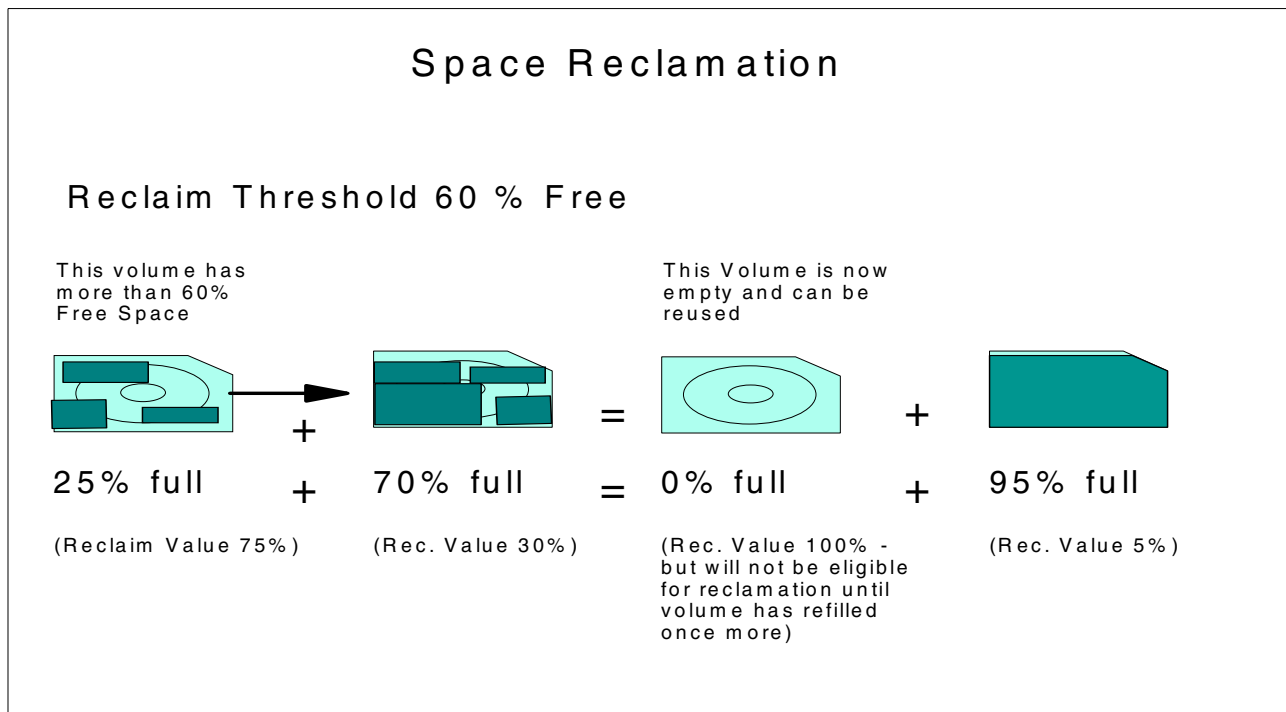 Space Reclamation
Reclaim Threshold 60 % Free
This volume has
more than 60%
Free Space
This Volume is now
empty and can be
reused
+ = +
25% full + 70% full = 0% full + 95% full
(Reclaim Value 75%)
(Rec. Value 30%)
(Rec. Value 100% -
but will not be eligible
for reclamation until
volume has refilled
once more)
(Rec. Value 5%)